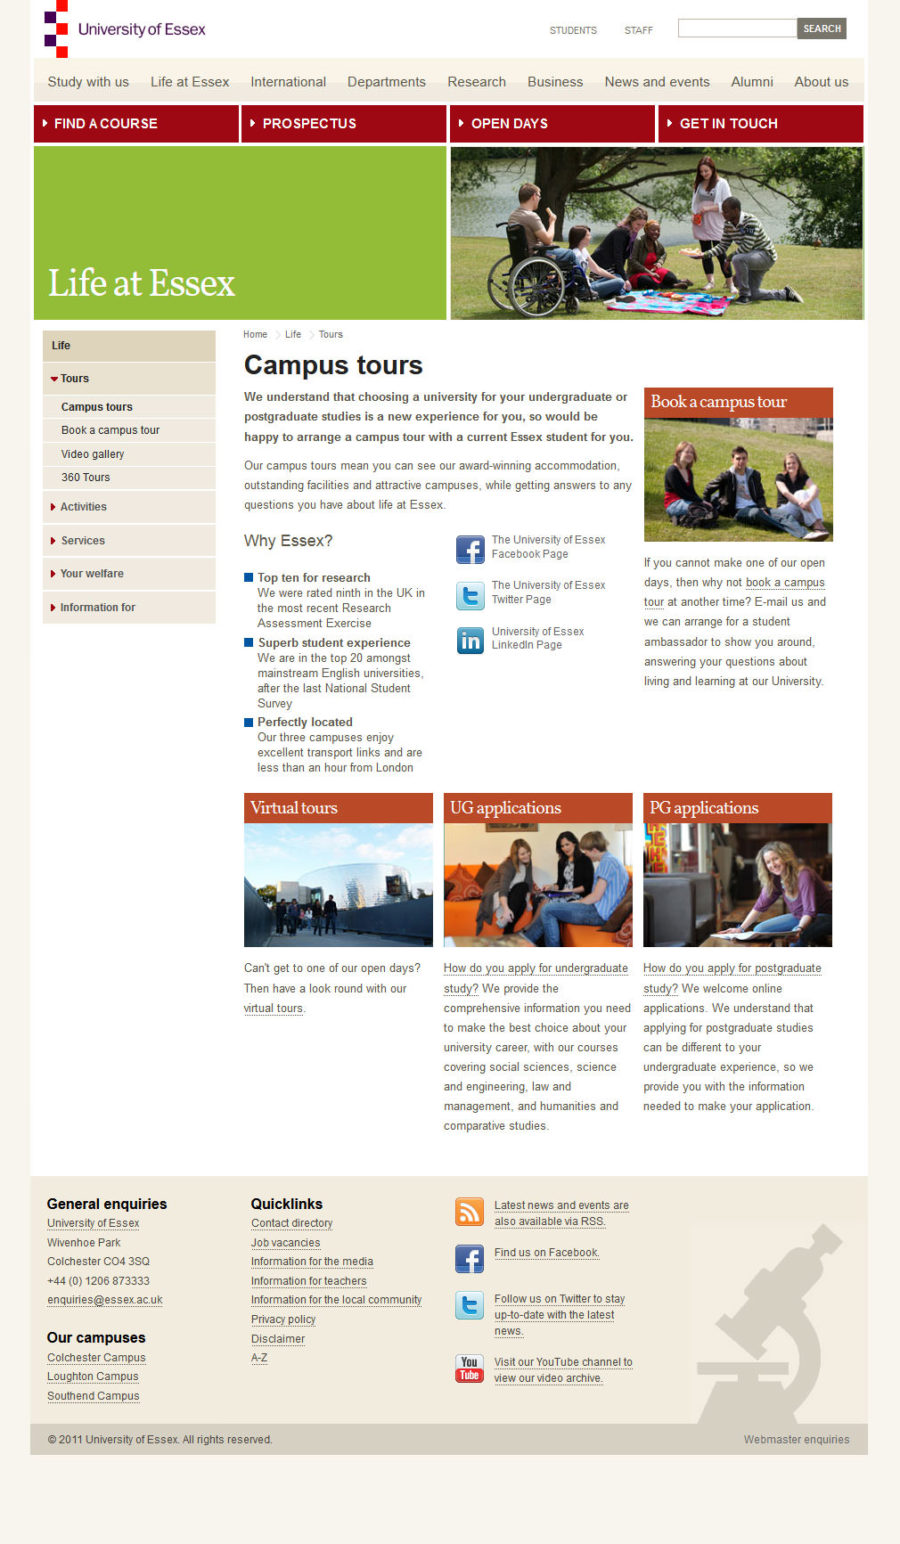 University of Essex
STUDENTS STAFF SEARCH
Study with us Life at Essex International Departments Research Business News and events Alumni About us
FIND A COURSE PROSPECTUS OPEN DAYS GET IN TOUCH
Life at Essex
Life
Tours
Campus tours
Book a campus tour
Video gallery
360 Tours
Activities
Services
Your welfare
Information for
Home Life Tours
Campus tours
We understand that choosing a university for your undergraduate or
postgraduate studies is a new experience for you, so would be
happy to arrange a campus tour with a current Essex student for you.
Our campus tours mean you can see our award-winning accommodation,
outstanding facilities and attractive campuses, while getting answers to any
questions you have about life at Essex.
Why Essex?
Top ten for research
We were rated ninth in the UK in
the most recent Research
Assessment Exercise
Superb student experience
We are in the top 20 amongst
mainstream English universities,
after the last National Student
Survey
Perfectly located
Our three campuses enjoy
excellent transport links and are
less than an hour from London
The University of Essex
Facebook Page
The University of Essex
Twitter Page
University of Essex
LinkedIn Page
Book a campus tour
If you cannot make one of our open
days, then why not book a campus
tour at another time? E-mail us and
we can arrange for a student
ambassador to show you around,
answering your questions about
living and learning at our University.
Virtual tours
Can't get to one of our open days?
Then have a look round with our
virtual tours.
UG applications
How do you apply for undergraduate
study? We provide the
comprehensive information you need
to make the best choice about your
university career, with our courses
covering social sciences, science
and engineering, law and
management, and humanities and
comparative studies.
PG applications
How do you apply for postgraduate
study? We welcome online
applications. We understand that
applying for postgraduate studies
can be different to your
undergraduate experience, so we
provide you with the information
needed to make your application.
General enquiries
University of Essex
Wivenhoe Park
Colchester CO4 3SQ
+44 (0) 1206 873333
enquiries@essex.ac.uk
Our campuses
Colchester Campus
Loughton Campus
Southend Campus
Quicklinks
Contact directory
Job vacancies
Information for the media
Information for teachers
Information for the local community
Privacy policy
Disclaimer
A-Z
Latest news and events are
also available via RSS.
Find us on Facebook.
Follow us on Twitter to stay
up-to-date with the latest
news.
You
Tube
Visit our YouTube channel to
view our video archive.
© 2011 University of Essex. All rights reserved.
Webmaster enquiries